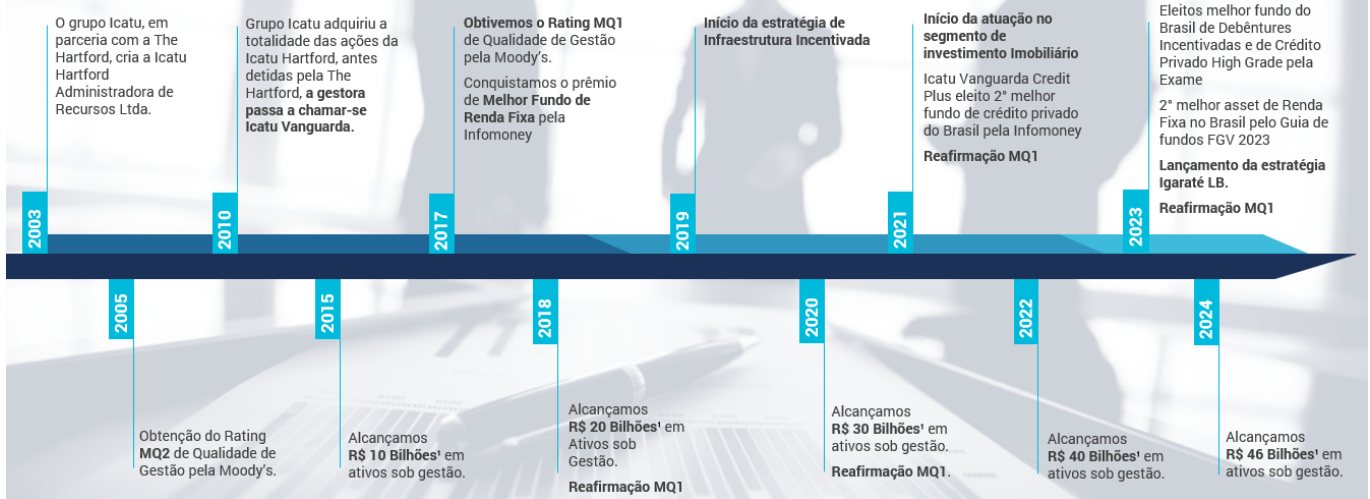 O grupo Icatu, em
parceria com a The
Hartford, cria a Icatu
Hartford
Administradora de
Recursos Ltda.
2003
Grupo Icatu adquiriu a
totalidade das ações da
Icatu Hartford, antes
detidas pela The
Hartford, a gestora
passa a chamar-se
Icatu Vanguarda.
2010
Obtivemos o Rating MQ1
de Qualidade de Gestão
pela Moody's.
Conquistamos o prêmio
de Melhor Fundo de
Renda Fixa pela
Infomoney
2017
Início da estratégia de
Infraestrutura Incentivada
2019
Início da atuação no
segmento de
investimento Imobiliário
Icatu Vanguarda Credit
Plus eleito 2° melhor
fundo de crédito privado
do Brasil pela Infomoney
Reafirmação MQ1
2021
Eleitos melhor fundo do
Brasil de Debêntures
Incentivadas e de Crédito
Privado High Grade pela
Exame
2° melhor asset de Renda
Fixa no Brasil pelo Guia de
fundos FGV 2023
Lançamento da estratégia
Igaraté LB.
Reafirmação MQ1
2023
2005
Obtenção do Rating
MQ2 de Qualidade de
Gestão pela Moody's.
2015
Alcançamos
R$ 10 Bilhões¹ em
ativos sob gestão.
2018
Alcançamos
R$ 20 Bilhões¹ em
Ativos sob
Gestão.
Reafirmação MQ1
2020
Alcançamos
R$ 30 Bilhões¹ em
ativos sob gestão.
Reafirmação MQ1.
2022
Alcançamos
R$ 40 Bilhões¹ em
ativos sob gestão.
2024
Alcançamos
R$ 46 Bilhões¹ em
ativos sob gestão.